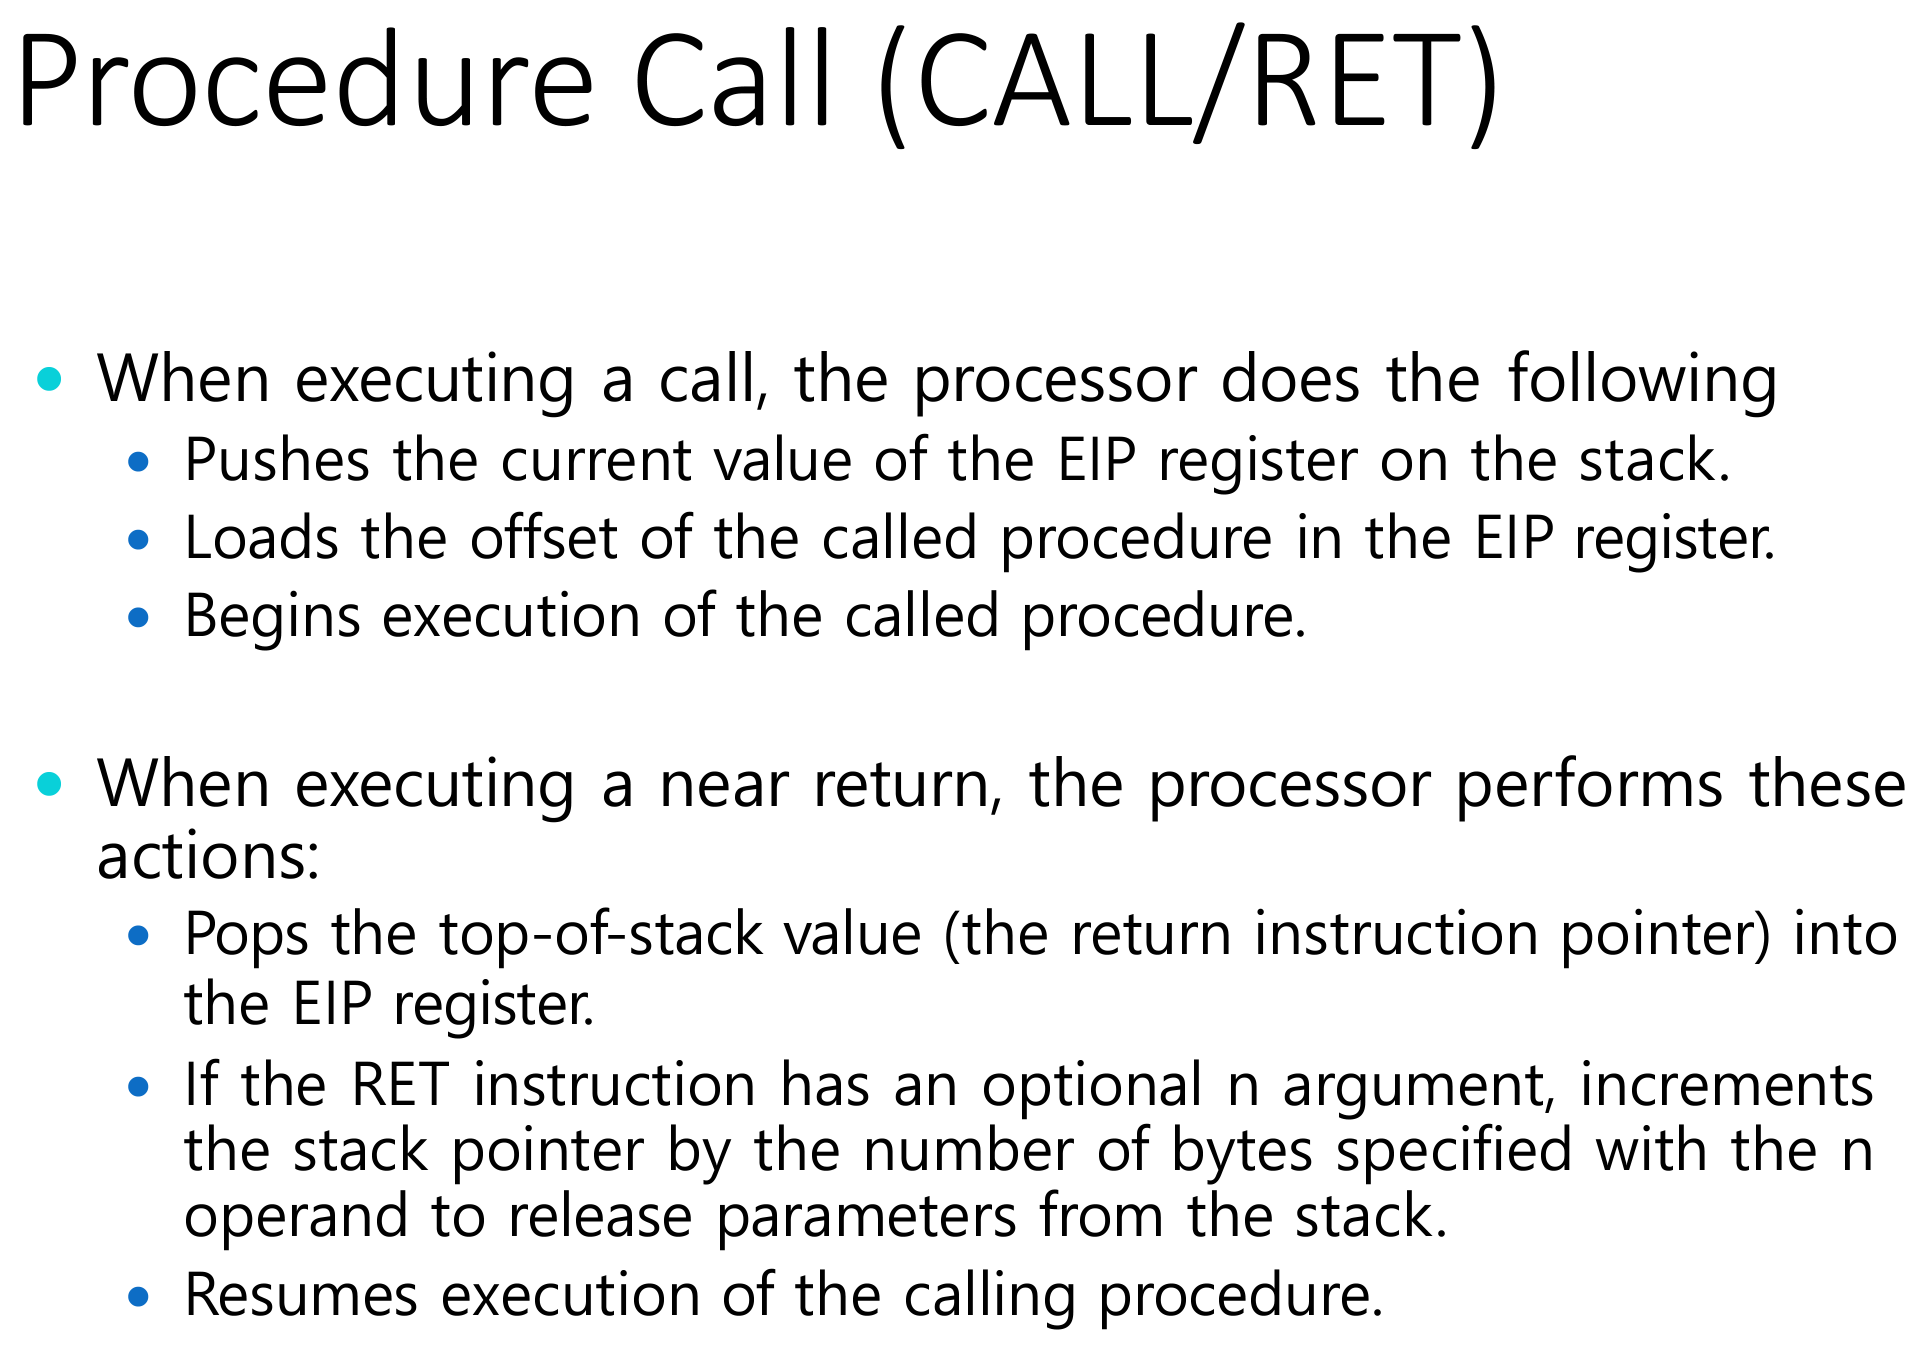 Procedure Call (CALL/RET)
• When executing a call, the processor does the following
• Pushes the current value of the EIP register on the stack.
• Loads the offset of the called procedure in the EIP register.
• Begins execution of the called procedure.
• When executing a near return, the processor performs these
actions:
• Pops the top-of-stack value (the return instruction pointer) into
the EIP register.
• If the RET instruction has an optional n argument, increments
the stack pointer by the number of bytes specified with the n
operand to release parameters from the stack.
• Resumes execution of the calling procedure.